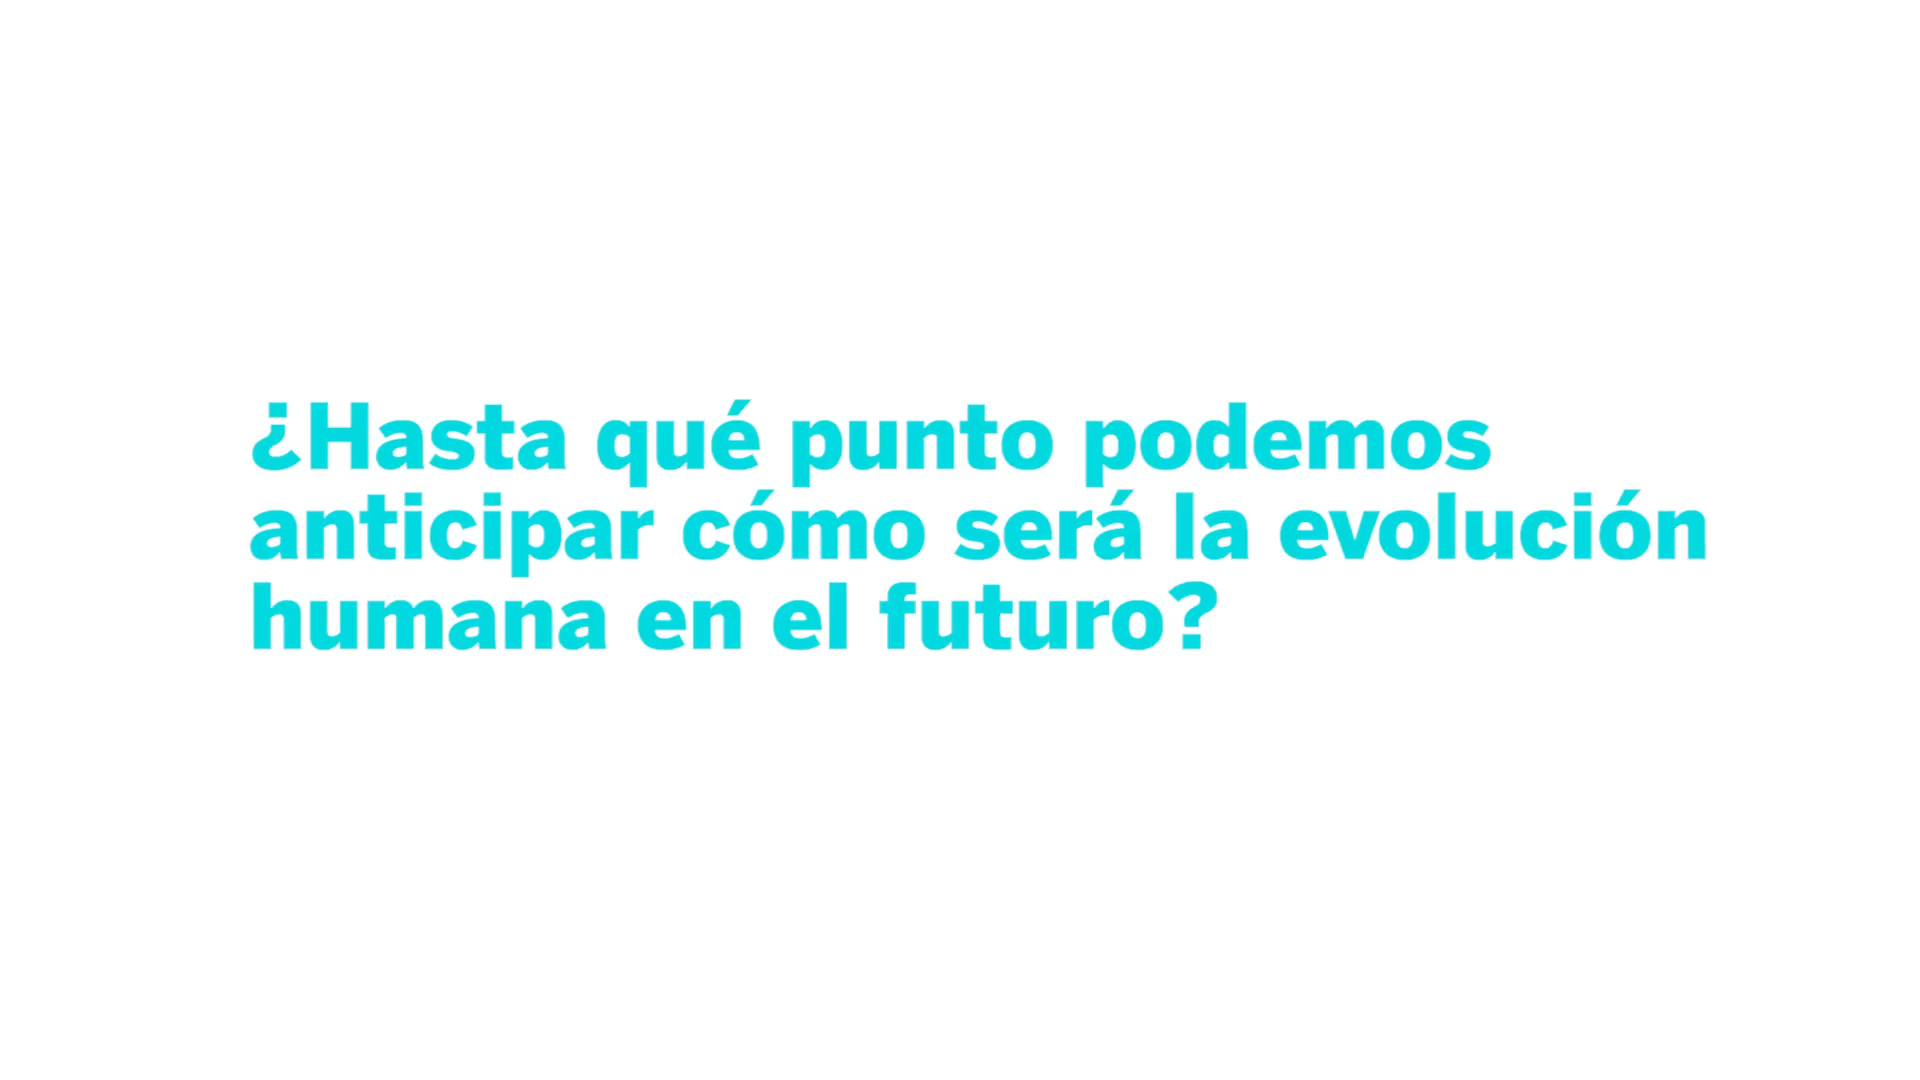 ¿Hasta qué punto podemos
anticipar cómo será la evolución
humana en el futuro?